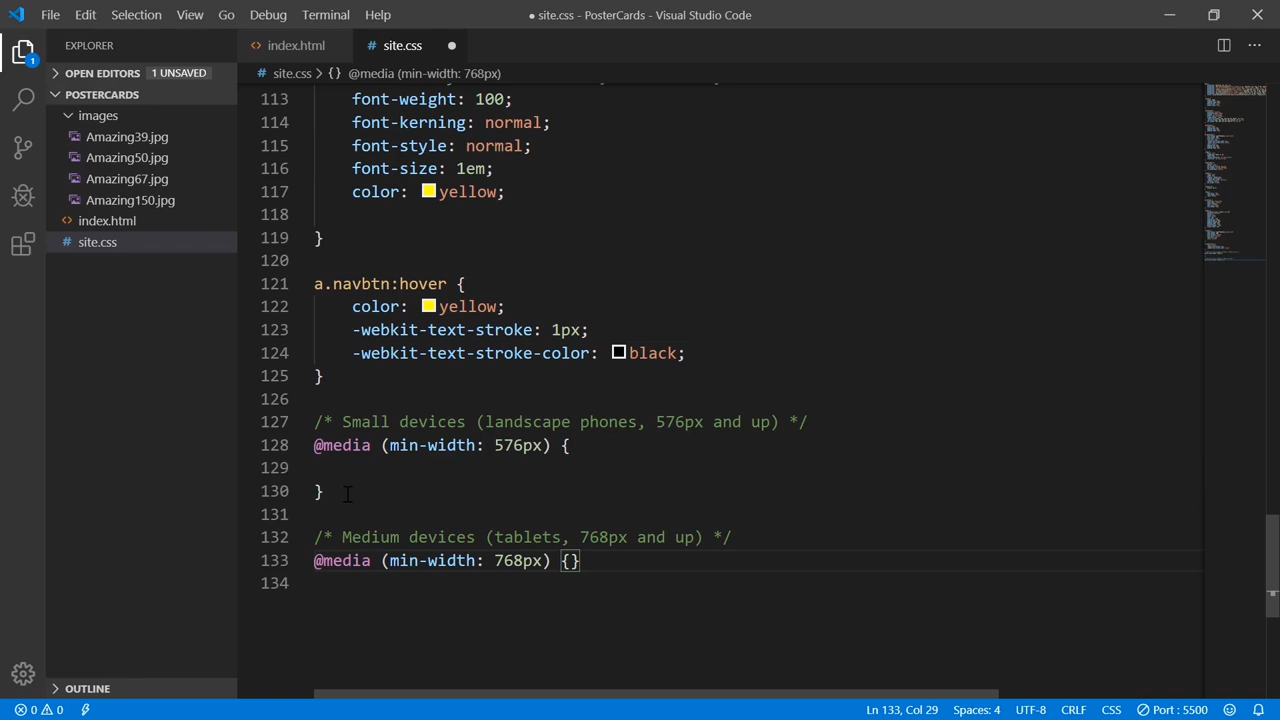 File Edit Selection View Go Debug Terminal Help
● site.css - PosterCards - Visual Studio Code
EXPLORER
index.html
site.css
OPEN EDITORS 1 UNSAVED
site.css > {} @media (min-width: 768px)
POSTERCARDS
images
Amazing39.jpg
Amazing50.jpg
Amazing67.jpg
Amazing150.jpg
index.html
site.css
OUTLINE
1
113 font-weight: 100;
114 font-kerning: normal;
115 font-style: normal;
116 font-size: 1em;
117 color: yellow;
118
119 }
120
121 a.navbtn:hover {
122 color: yellow;
123 -webkit-text-stroke: 1px;
124 -webkit-text-stroke-color: black;
125 }
126
127 /* Small devices (landscape phones, 576px and up) */
128 @media (min-width: 576px) {
129
130 }
131
132 /* Medium devices (tablets, 768px and up) */
133 @media (min-width: 768px) {}
134
0 0 Ln 133, Col 29 Spaces: 4 UTF-8 CRLF CSS Port : 5500